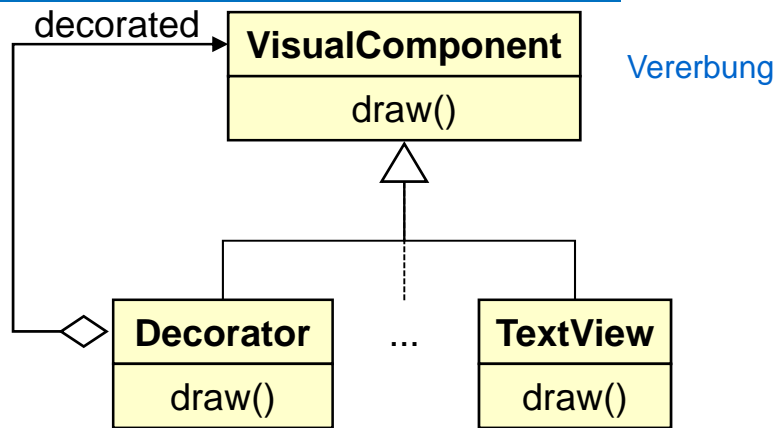 decorated
VisualComponent
Vererbung
draw()
Decorator
...
TextView
draw()
draw()